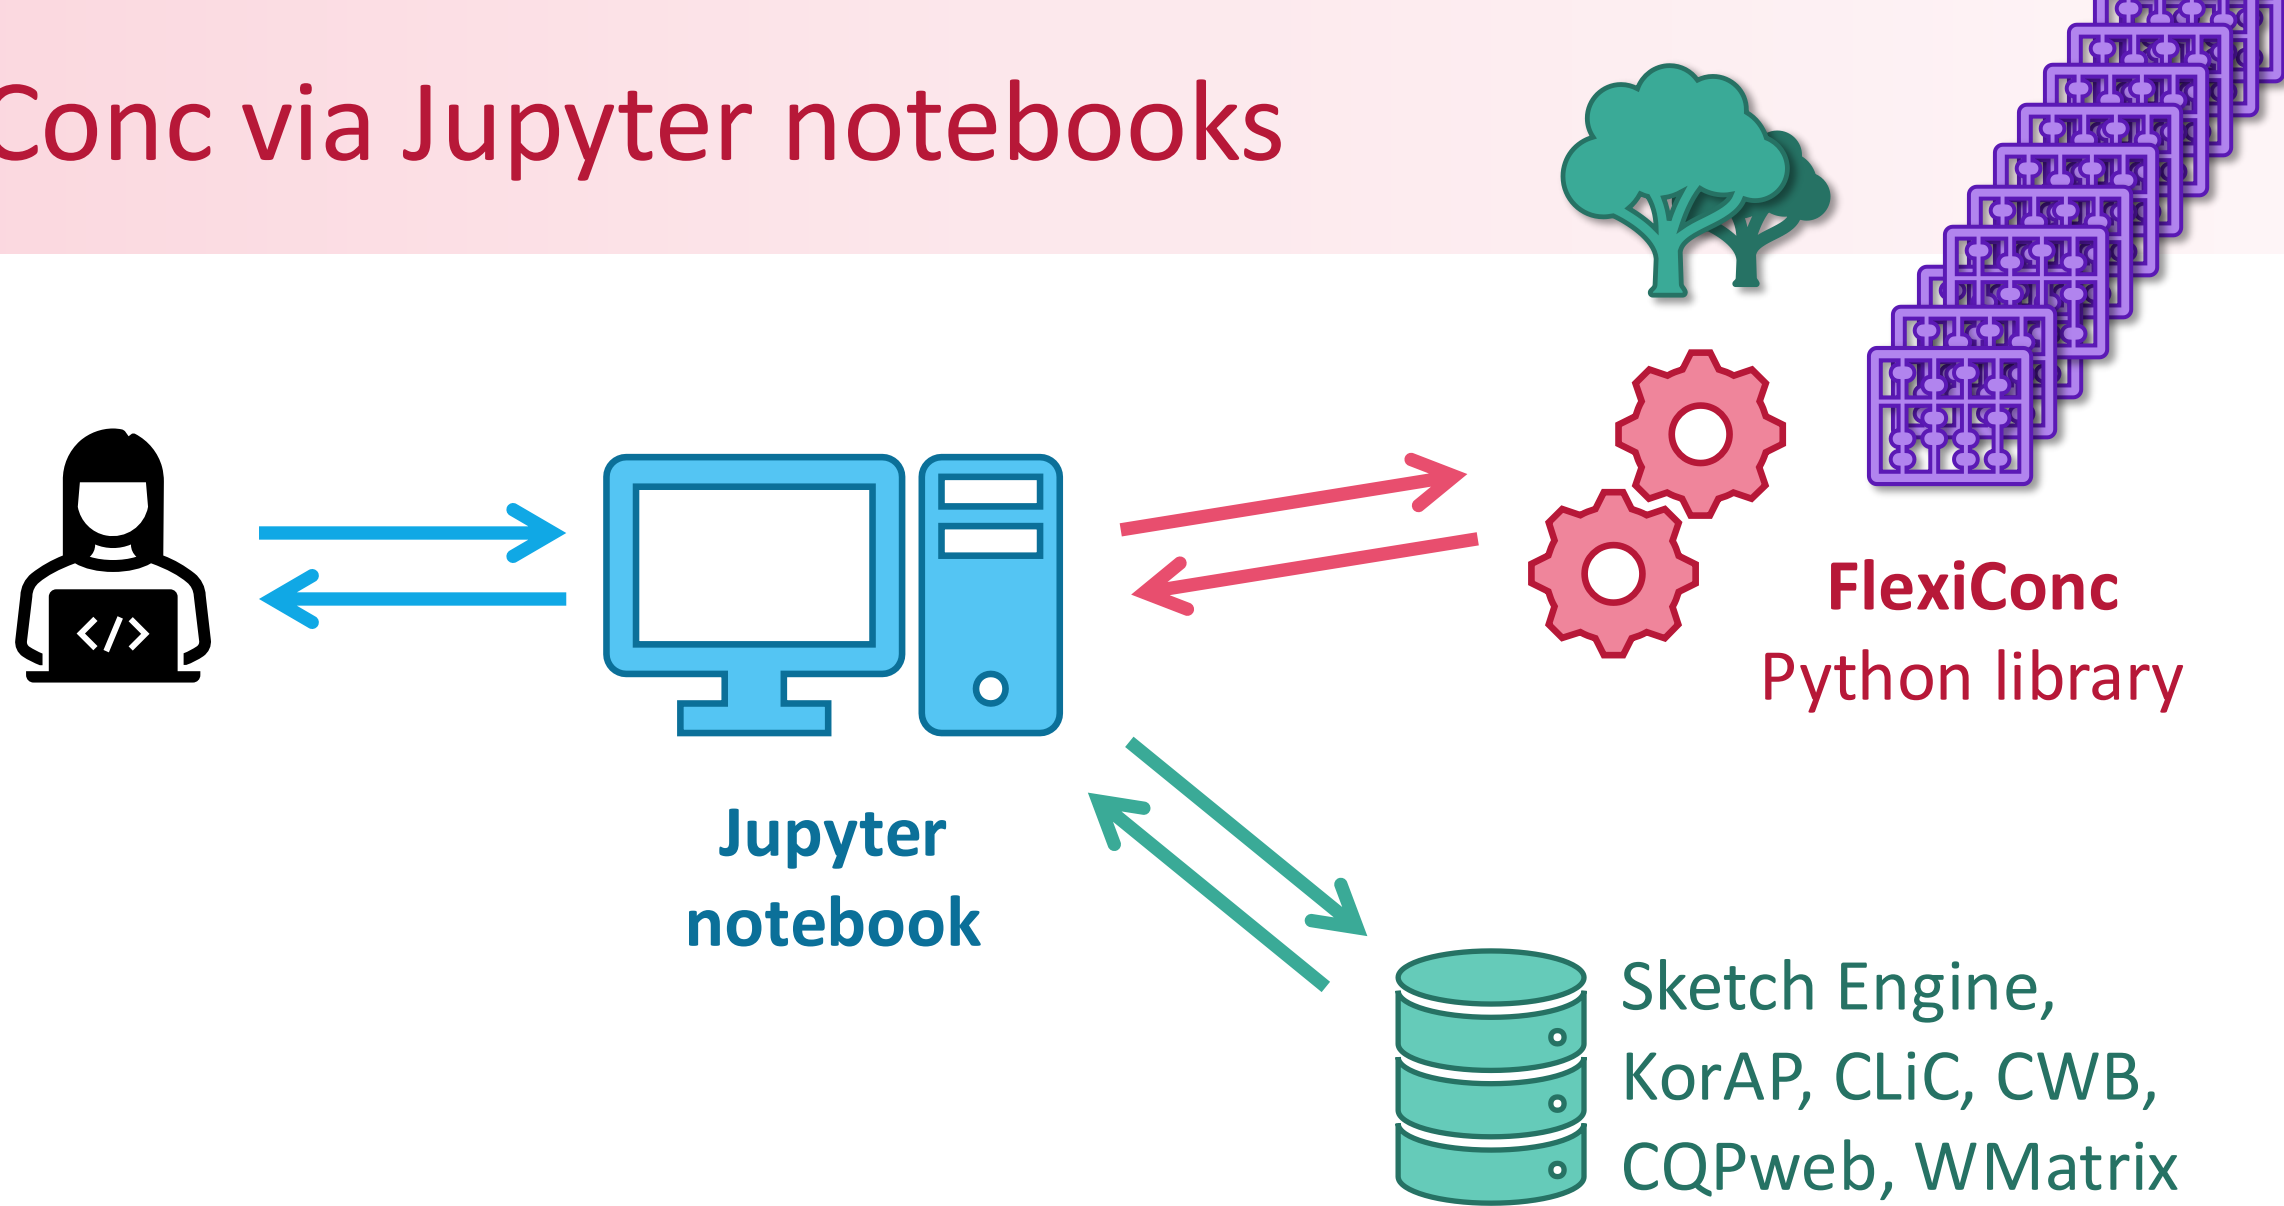 Conc via Jupyter notebooks
</>
FlexiConc
Python library
Jupyter
notebook
Sketch Engine,
KorAP, CLiC, CWB,
CQPweb, WMatrix